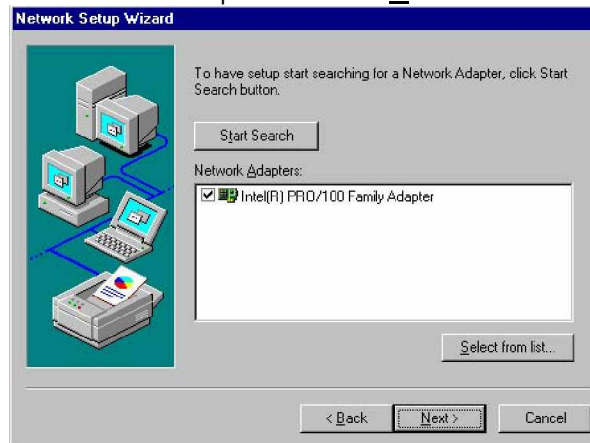 Network Setup Wizard
To have setup start searching for a Network Adapter, click Start
Search button.
Start Search
Network Adapters:
Intel(R) PRO/100 Family Adapter
Select from list...
< Back
Next >
Cancel